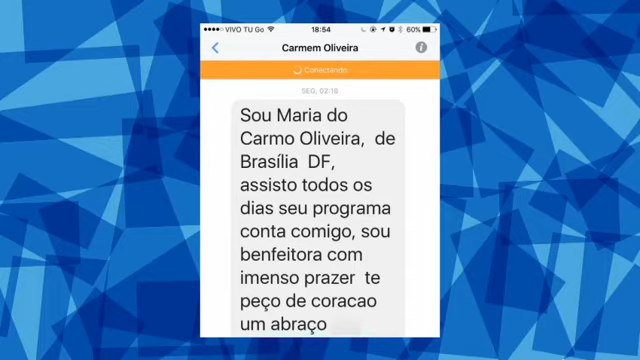 VIVO TU Go 18:54 60%
Carmem Oliveira
Conectando.
SEG, 02:18
Sou Maria do
Carmo Oliveira, de
Brasília DF,
assisto todos os
dias seu programa
conta comigo, sou
benfeitora com
imenso prazer te
peço de coracao
um abraço